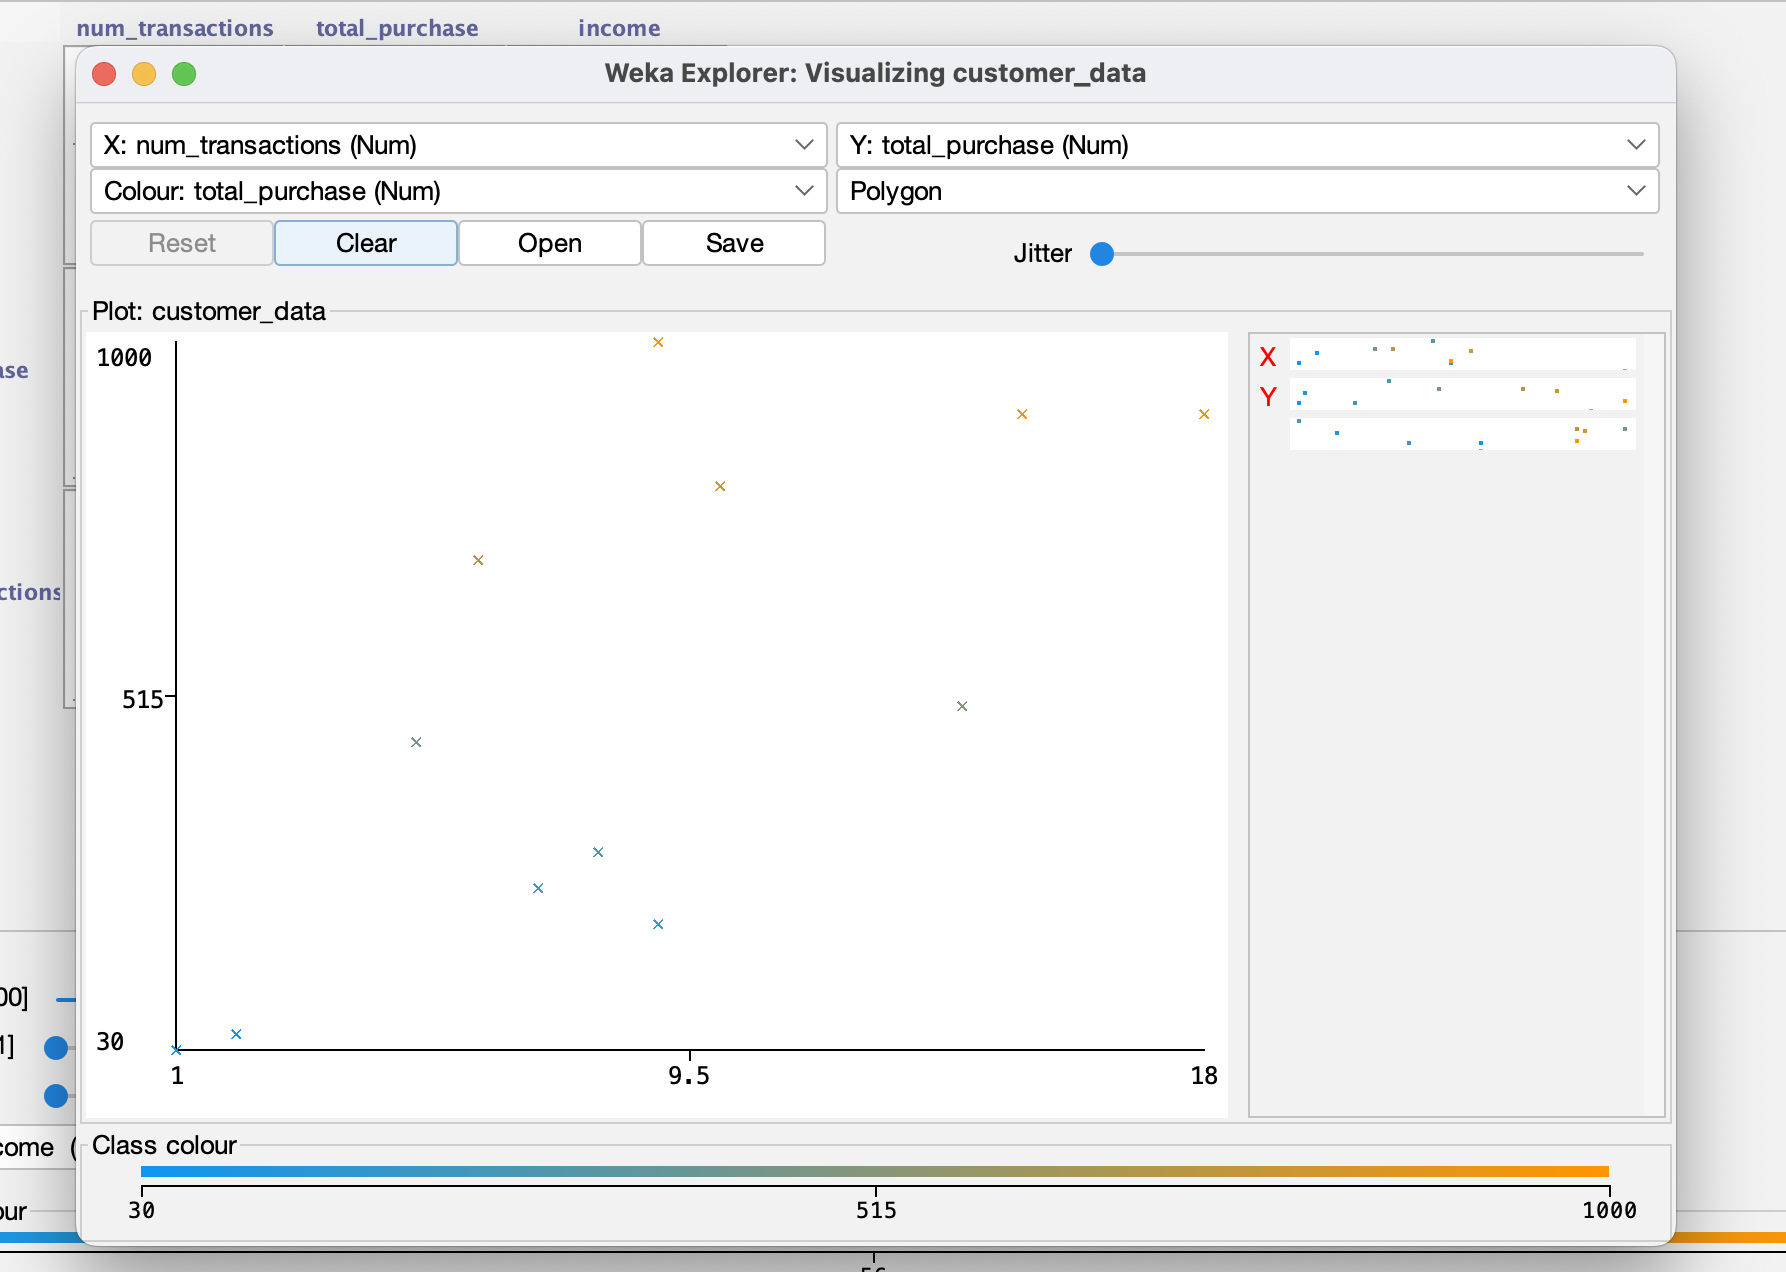 num_transactions total_purchase income
Weka Explorer: Visualizing customer_data
X: num_transactions (Num) Y: total_purchase (Num)
Colour: total_purchase (Num) Polygon
Reset Clear Open Save Jitter
Plot: customer_data
1000
X
ase
Y
ctions
515
00]
30
1]
1 9.5 18
come (
Class colour
our
30 515 1000